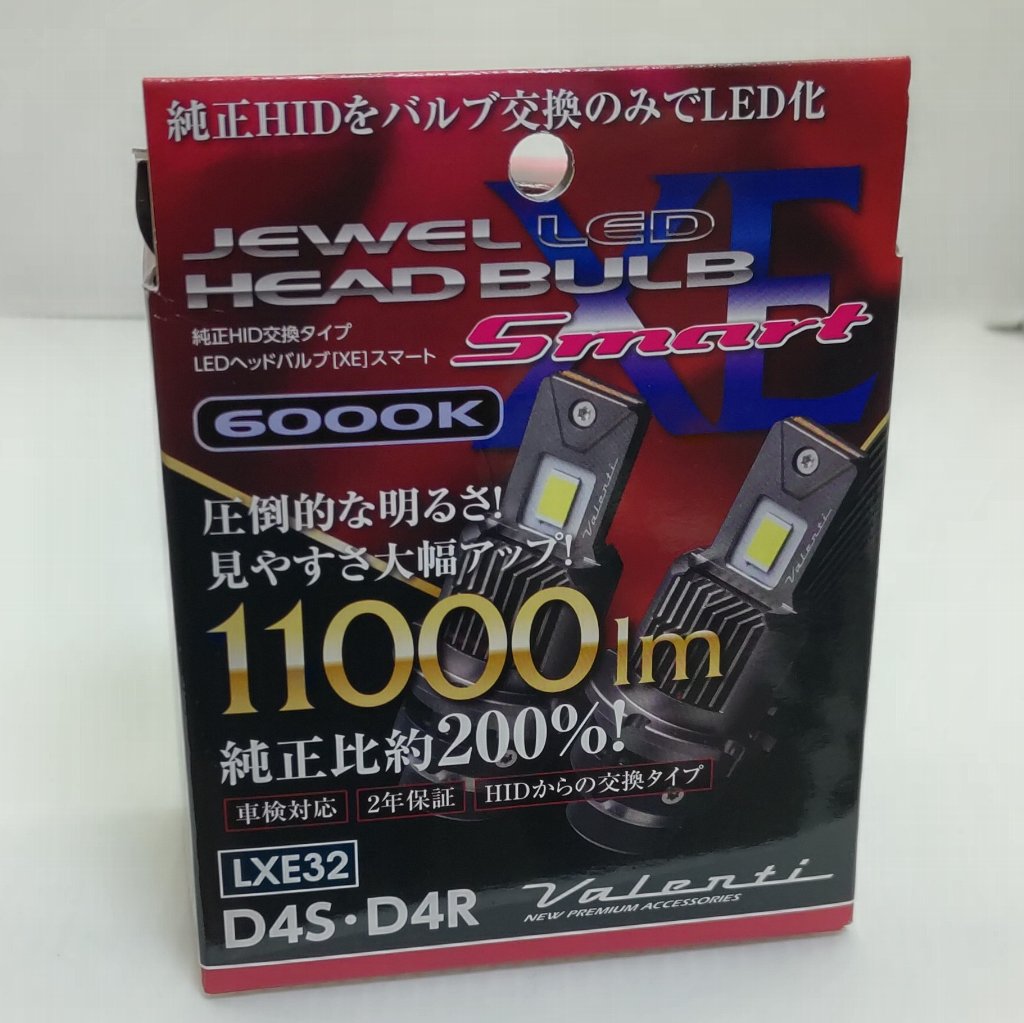 純正HIDをバルブ交換のみでLED化
XE
JEWEL LED
HEAD BULB
Smart
純正HID交換タイプ
LEDヘッドバルブ[XE]スマート
6000K
Valenti
Valenti
圧倒的な明るさ!
見やすさ大幅アップ!
11000lm
純正比約200%!
車検対応 2年保証 HIDからの交換タイプ
LXE32
D4S・D4R
Valenti
NEW PREMIUM ACCESSORIES